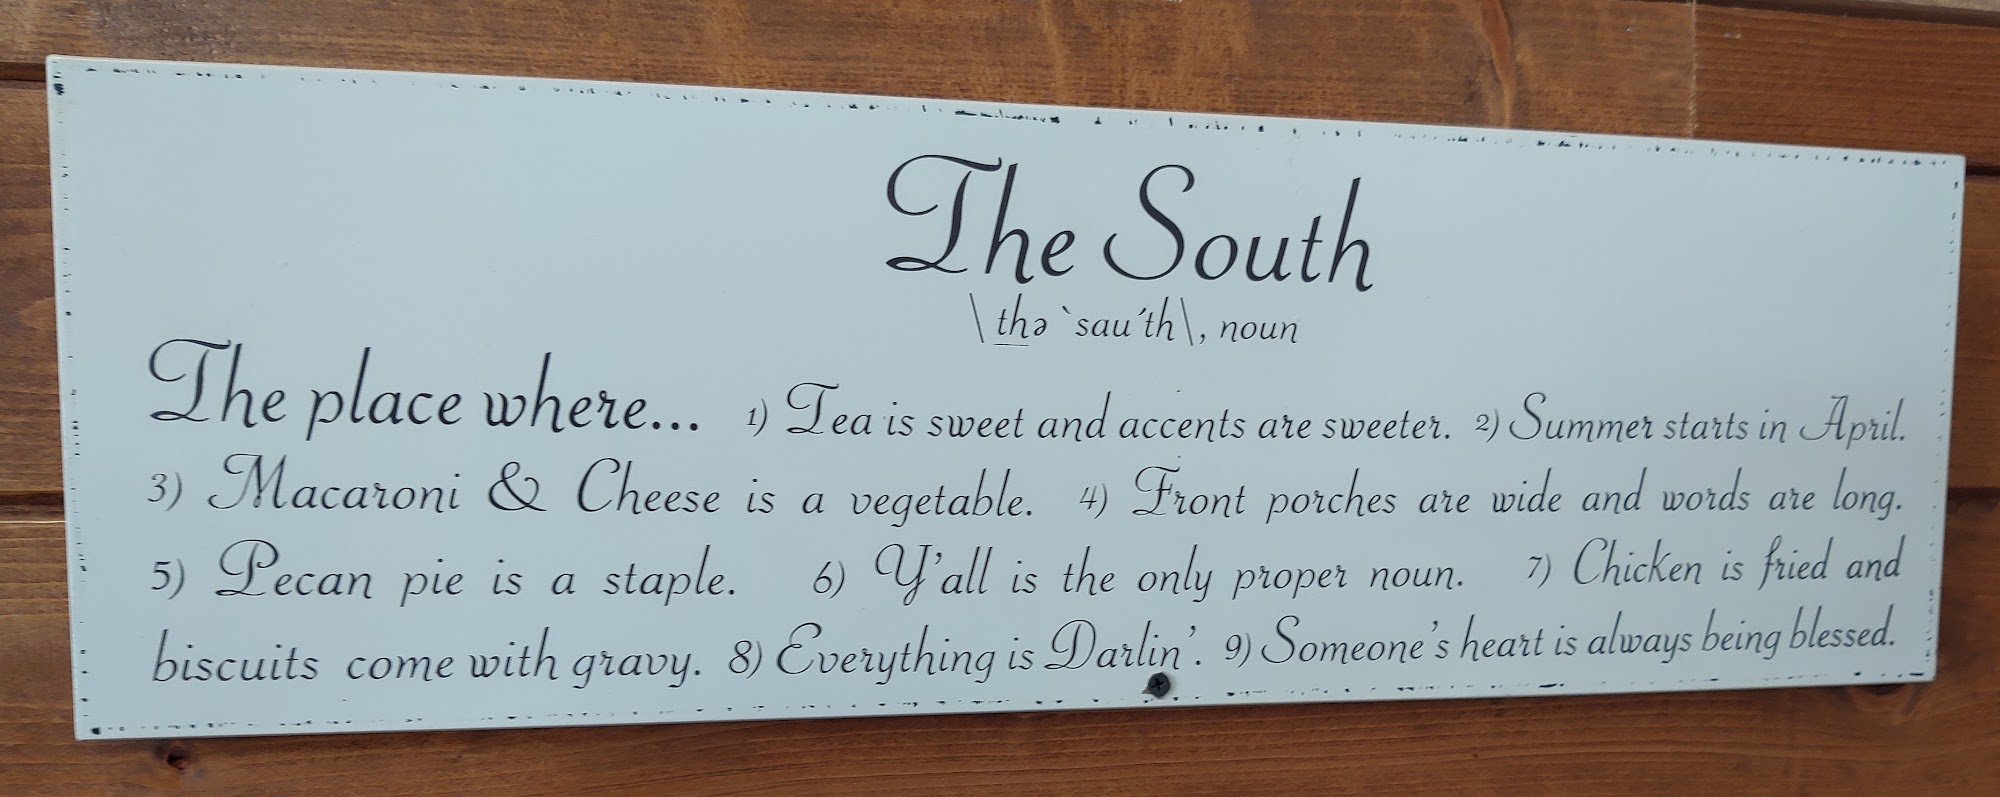 The South
\thə `sau´th\, noun
The place where... 1) Tea is sweet and accents are sweeter. 2) Summer starts in April.
3) Macaroni & Cheese is a vegetable. 4) Front porches are wide and words are long.
5) Pecan pie is a staple. 6) Y'all is the only proper noun. 7) Chicken is fried and
biscuits come with gravy. 8) Everything is Darlin'. 9) Someone's heart is always being blessed.